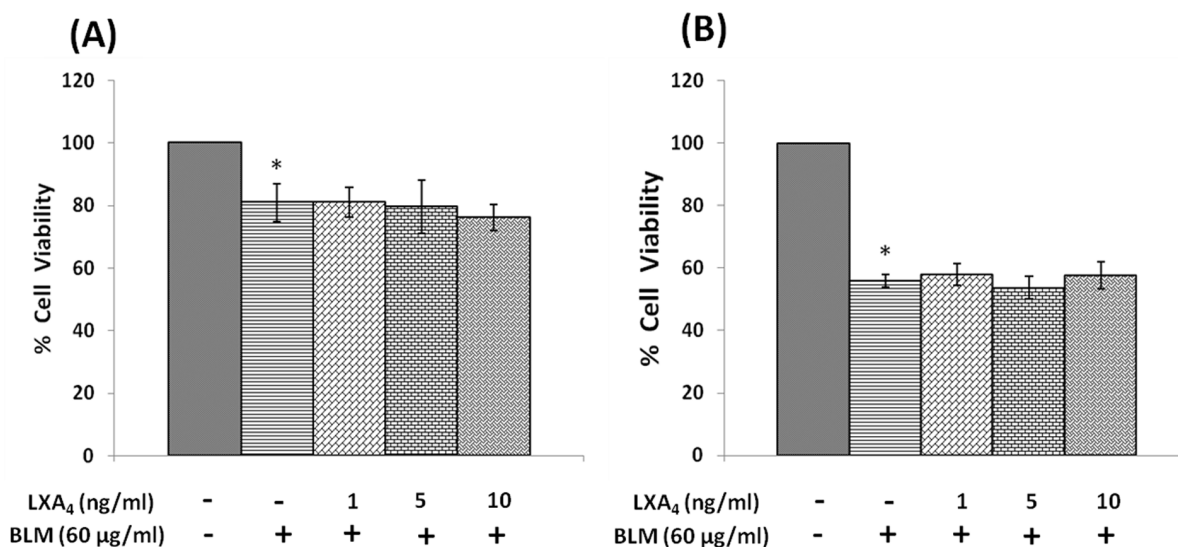 (A)
120
100
80
60
40
20
0
% Cell Viability
*
LXA₄ (ng/ml) - - 1 5 10
BLM (60 µg/ml) - + + + +
(B)
120
100
80
60
40
20
0
% Cell Viability
*
LXA₄ (ng/ml) - - 1 5 10
BLM (60 µg/ml) - + + + +